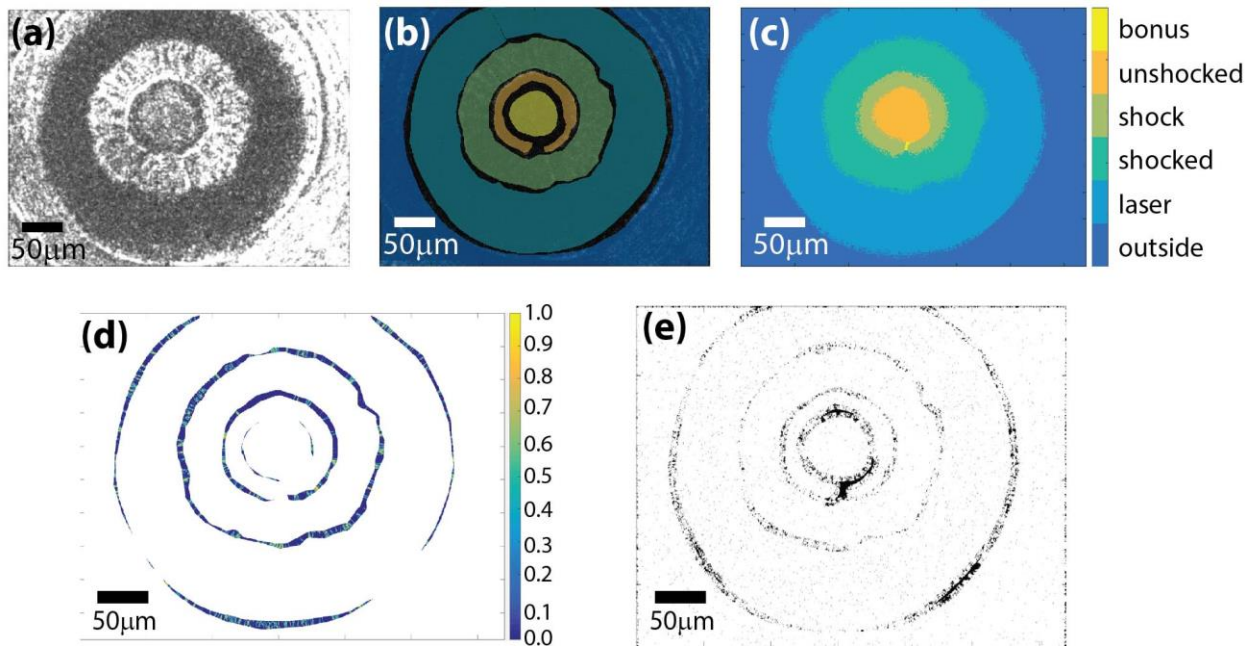 (a)
50μm
(b)
50μm
(c)
50μm
bonus
unshocked
shock
shocked
laser
outside
(d)
50μm
1.0
0.9
0.8
0.7
0.6
0.5
0.4
0.3
0.2
0.1
0.0
(e)
50μm